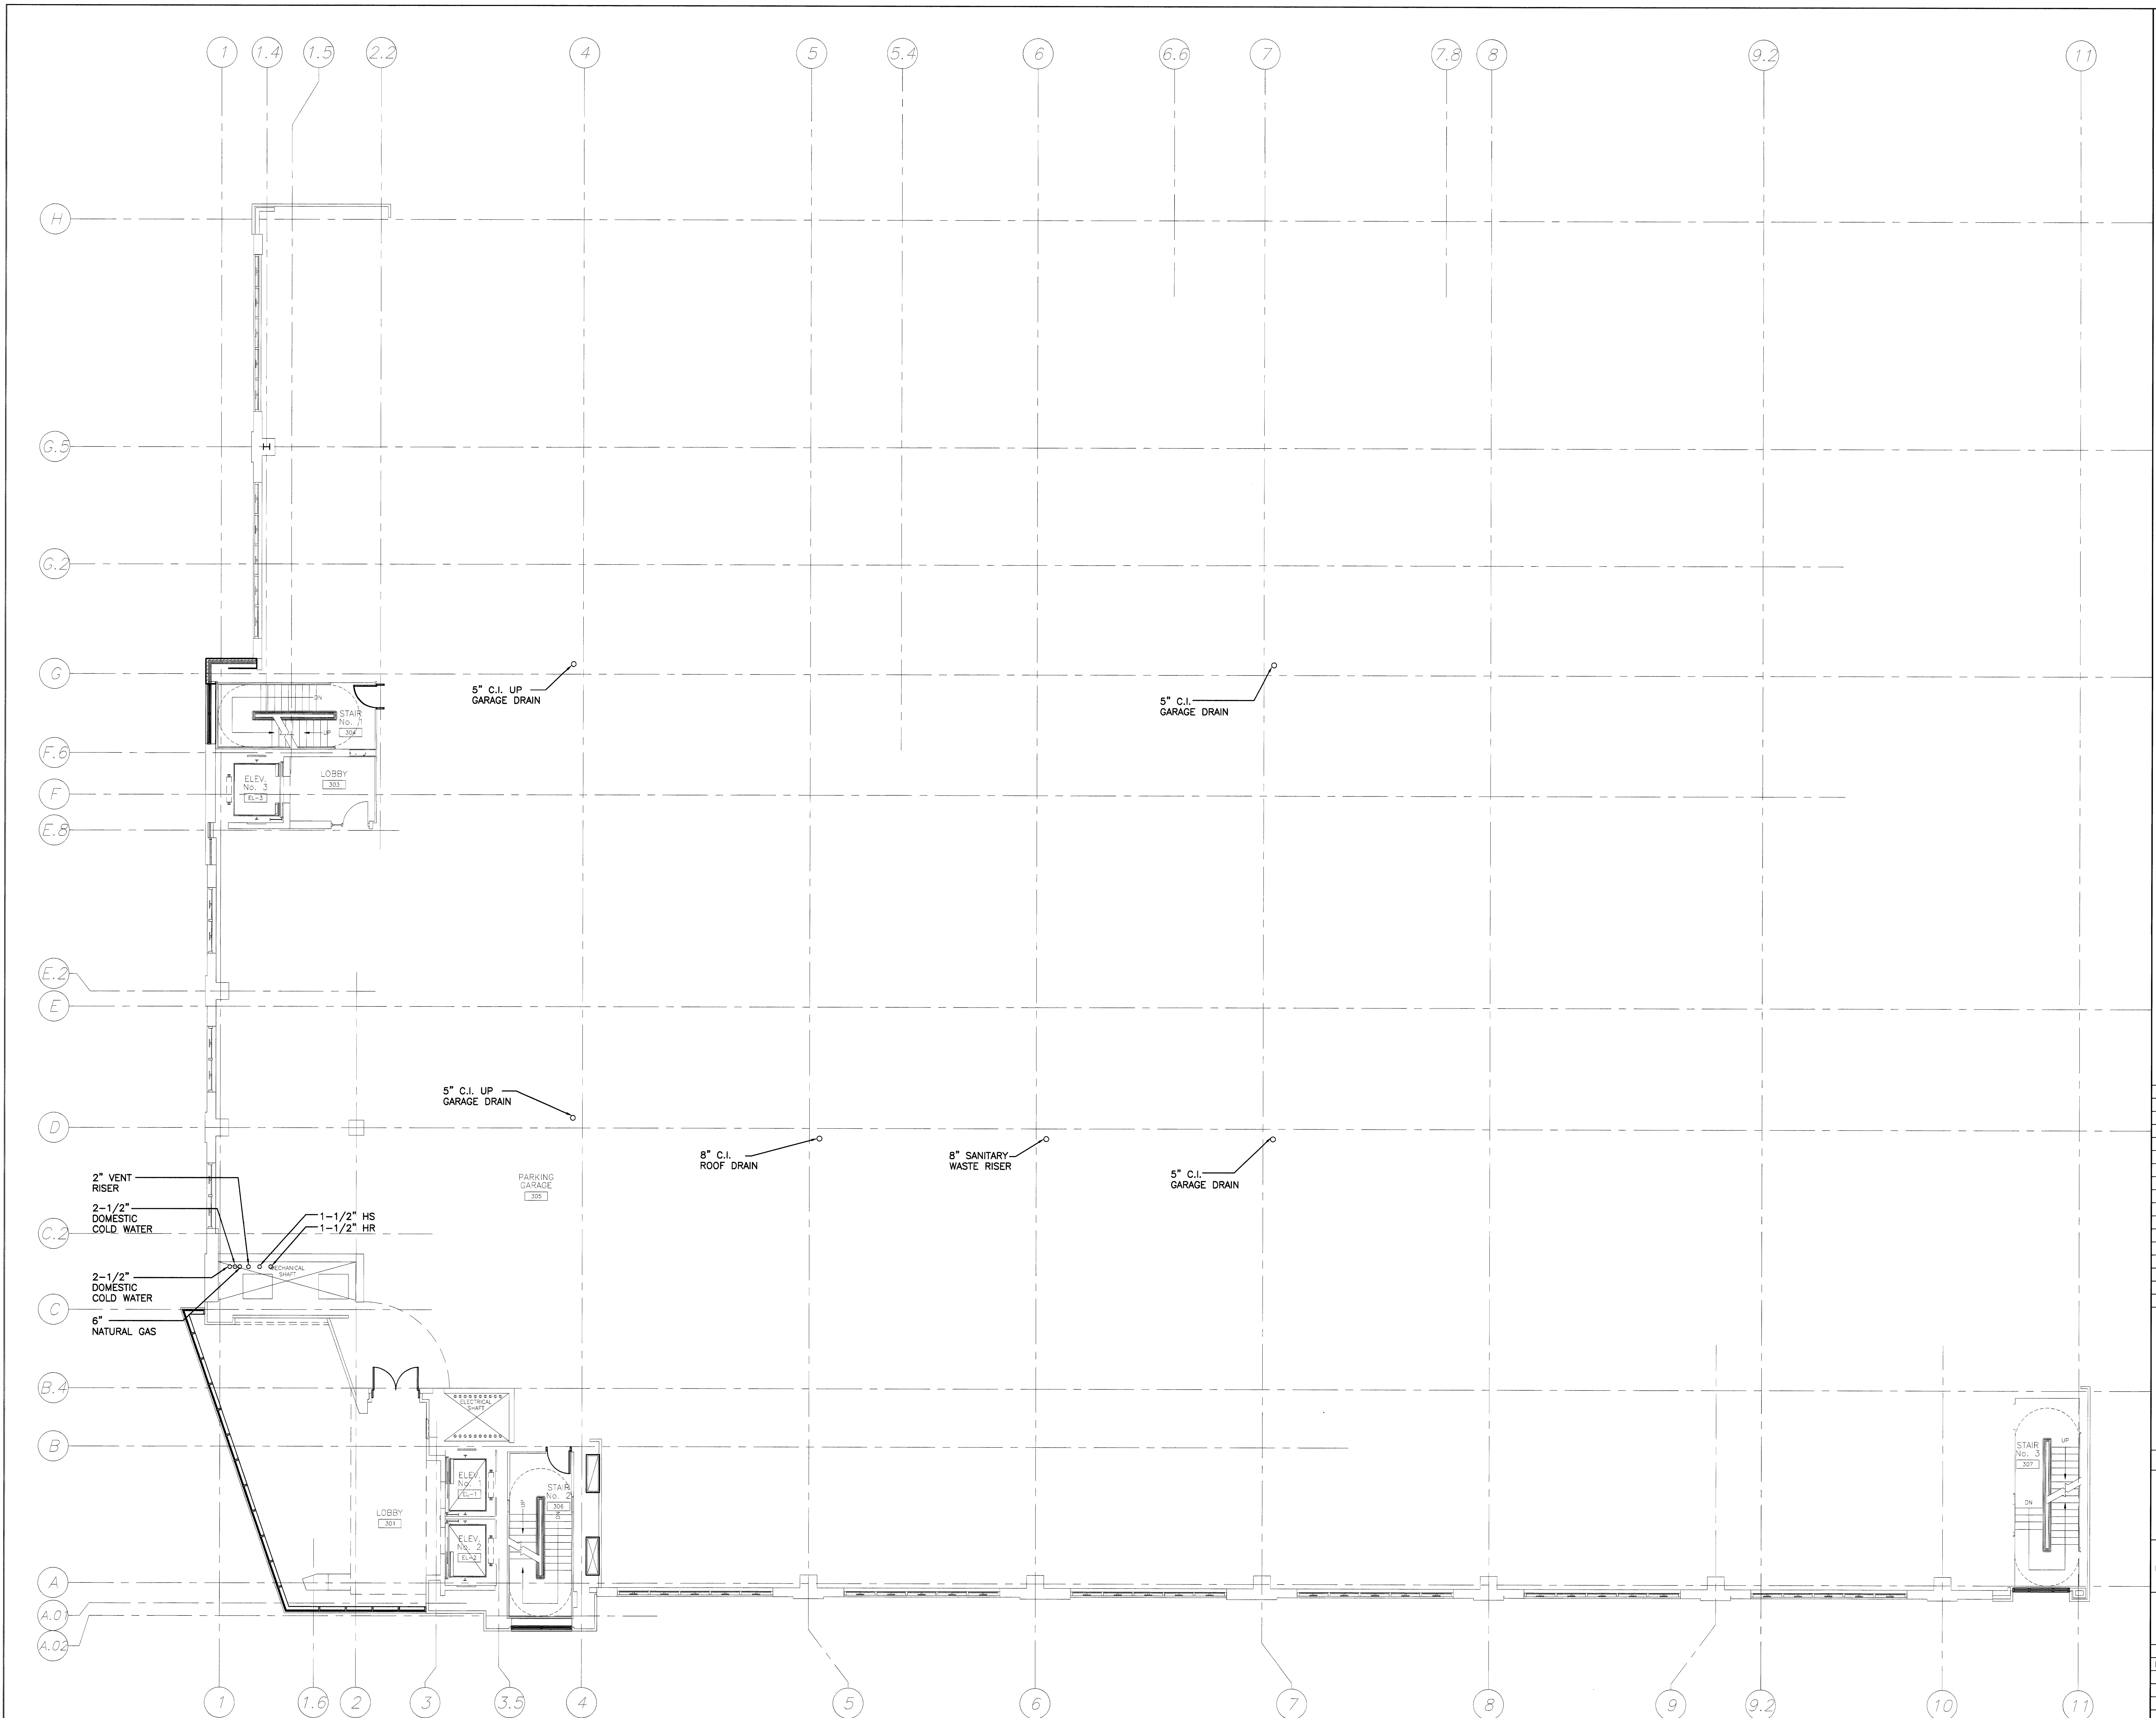 1 1.4 1.5 2.2 4 5 5.4 6 6.6 7 7.8 8 9.2 11
H
G.5
G.2
G
5" C.I. UP
GARAGE DRAIN
5" C.I.
GARAGE DRAIN
DN
STAIR
No. 1
304
UP
F.6
ELEV.
No. 3
EL-3
LOBBY
303
F
E.8
E.2
E
5" C.I. UP
GARAGE DRAIN
D
8" C.I.
ROOF DRAIN
8" SANITARY
WASTE RISER
5" C.I.
GARAGE DRAIN
PARKING
GARAGE
305
2" VENT
RISER
2-1/2"
DOMESTIC
COLD WATER
1-1/2" HS
1-1/2" HR
C.2
MECHANICAL
SHAFT
2-1/2"
DOMESTIC
COLD WATER
C
6"
NATURAL GAS
B.4
ELECTRICAL
SHAFT
B
STAIR
No. 3
307
UP
DN
ELEV.
No. 1
EL-1
STAIR
No. 2
306
UP
DN
LOBBY
301
ELEV.
No. 2
EL-2
A
A.01
A.02
1 1.6 2 3 3.5 4 5 6 7 8 9 9.2 10 11